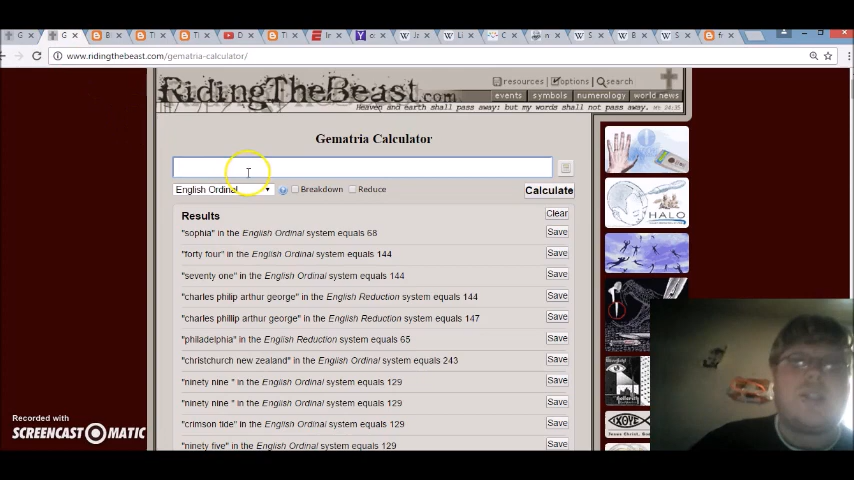 G
G
B
Th
Th
D
Th
In
Y
Ja
Li
C
n
S
B
S
fr
www.ridingthebeast.com/gematria-calculator/
RidingTheBeast.com
resources options search
events symbols numerology world news
Heaven and earth shall pass away: but my words shall not pass away.
Gematria Calculator
English Ordinal Breakdown Reduce Calculate
Results Clear
"sophia" in the English Ordinal system equals 68 Save
"forty four" in the English Ordinal system equals 144 Save
"seventy one" in the English Ordinal system equals 144 Save
"charles philip arthur george" in the English Reduction system equals 144 Save
"charles phillip arthur george" in the English Reduction system equals 147 Save
"philadelphia" in the English Reduction system equals 65 Save
"christchurch new zealand" in the English Ordinal system equals 243 Save
"ninety nine " in the English Ordinal system equals 129 Save
"ninety nine " in the English Ordinal system equals 129 Save
"crimson tide" in the English Ordinal system equals 129 Save
"ninety five" in the English Ordinal system equals 129 Save
HALO
IXOYE
Recorded with
SCREENCAST MATIC